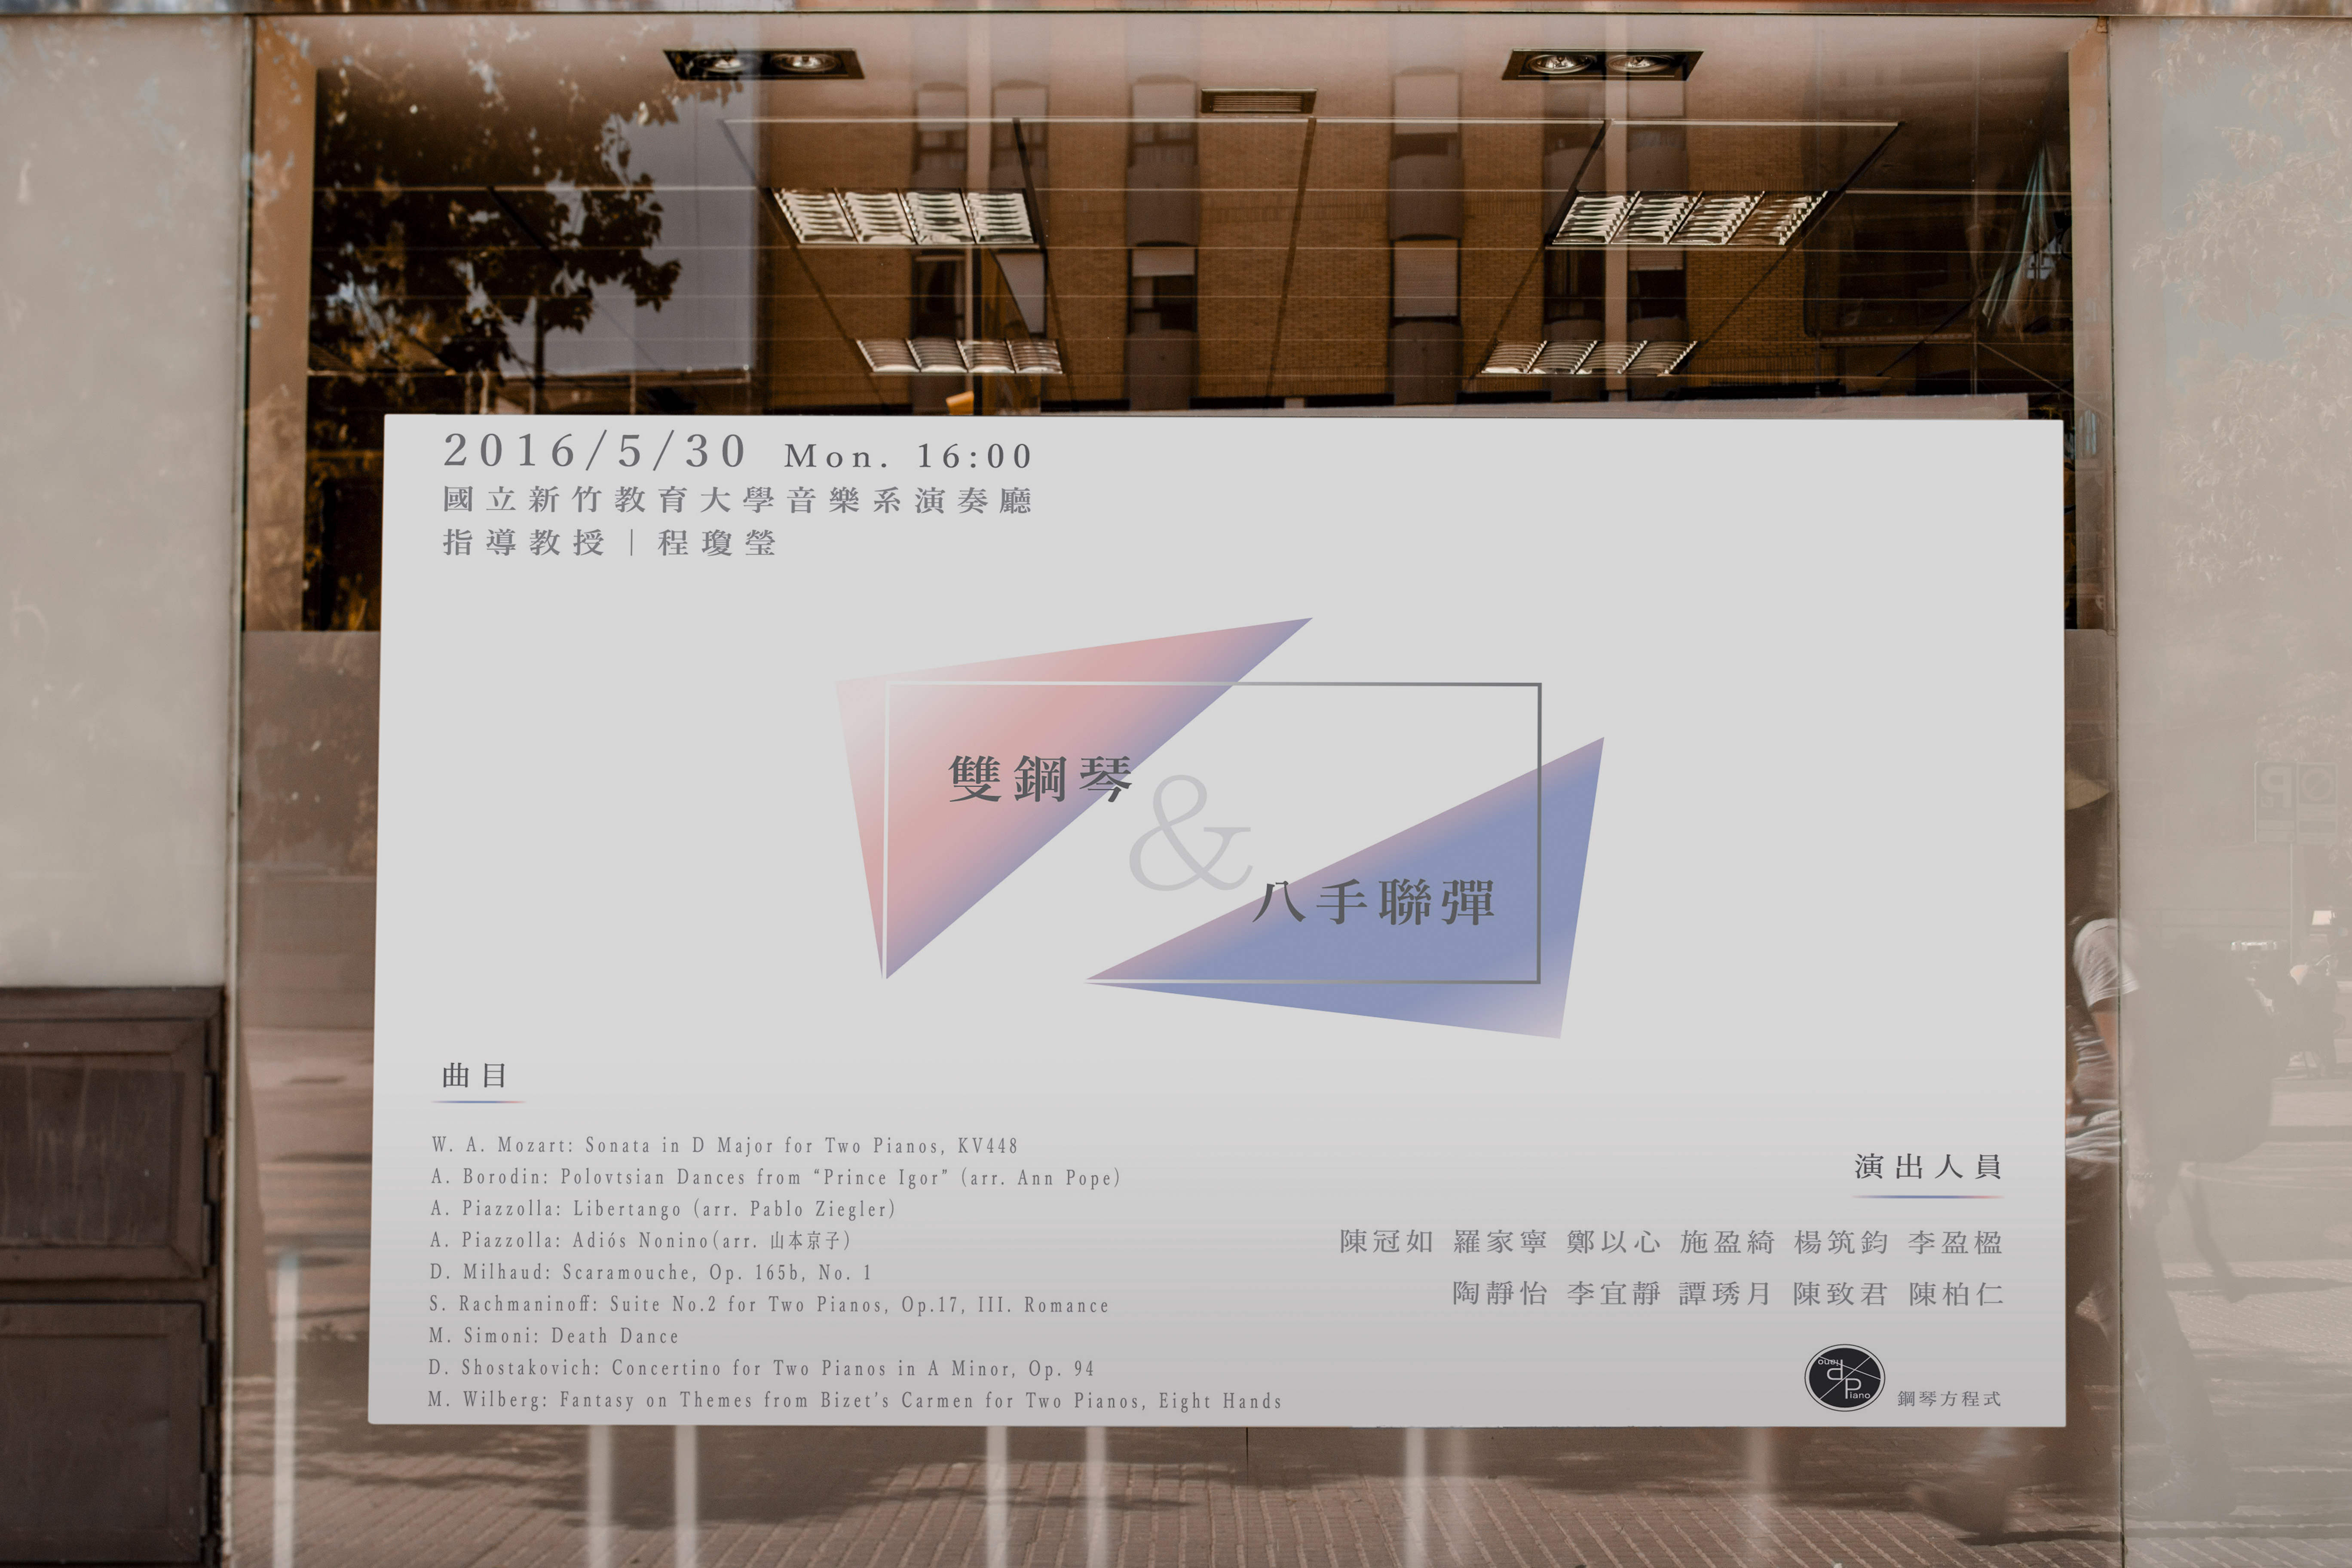 2016/5/30 Mon. 16:00
國立新竹教育大學音樂系演奏廳
指導教授｜程瓊瑩
雙鋼琴
&
八手聯彈
曲目
W. A. Mozart: Sonata in D Major for Two Pianos, KV448
A. Borodin: Polovtsian Dances from “Prince Igor” (arr. Ann Pope)
A. Piazzolla: Libertango (arr. Pablo Ziegler)
A. Piazzolla: Adiós Nonino(arr. 山本京子)
D. Milhaud: Scaramouche, Op. 165b, No. 1
S. Rachmaninoff: Suite No.2 for Two Pianos, Op.17, III. Romance
M. Simoni: Death Dance
D. Shostakovich: Concertino for Two Pianos in A Minor, Op. 94
M. Wilberg: Fantasy on Themes from Bizet’s Carmen for Two Pianos, Eight Hands
演出人員
陳冠如 羅家寧 鄭以心 施盈綺 楊筑鈞 李盈楹
陶靜怡 李宜靜 譚琇月 陳致君 陳柏仁
Piano
Piano
鋼琴方程式